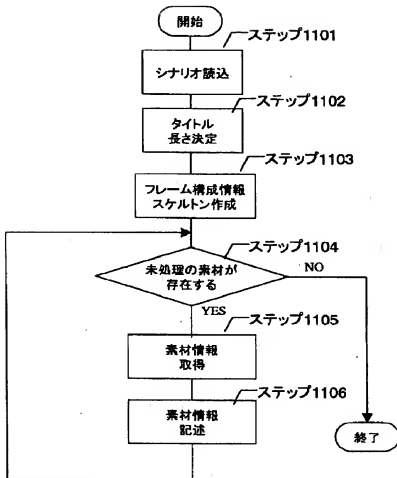 開始
ステップ1101
シナリオ読込
ステップ1102
タイトル
長さ決定
ステップ1103
フレーム構成情報
スケルトン作成
ステップ1104
未処理の素材が
存在する
NO
YES
ステップ1105
素材情報
取得
ステップ1106
素材情報
記述
終了